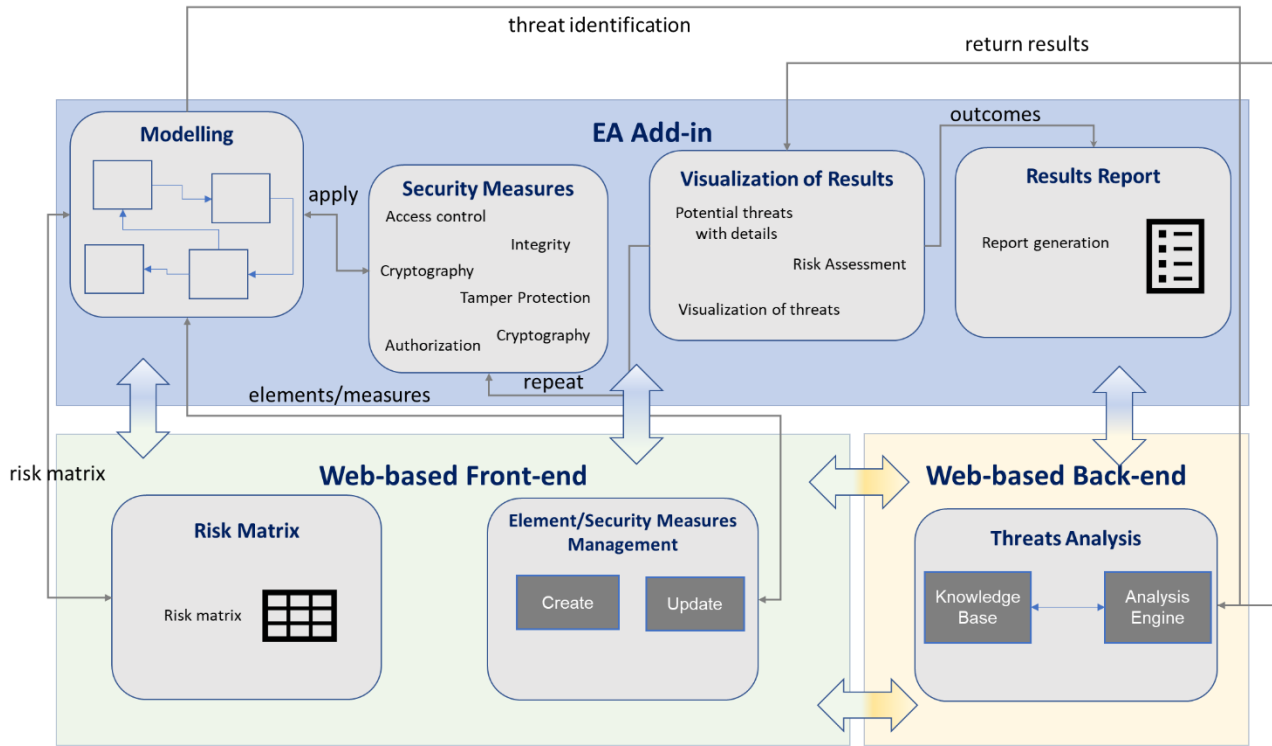 threat identification
return results
EA Add-in
outcomes
Modelling
apply
Security Measures
Access control
Integrity
Cryptography
Tamper Protection
Cryptography
Authorization
Visualization of Results
Potential threats
with details
Risk Assessment
Visualization of threats
Results Report
Report generation
repeat
elements/measures
risk matrix
Web-based Front-end
Risk Matrix
Risk matrix
Element/Security Measures
Management
Create
Update
Web-based Back-end
Threats Analysis
Knowledge
Base
Analysis
Engine